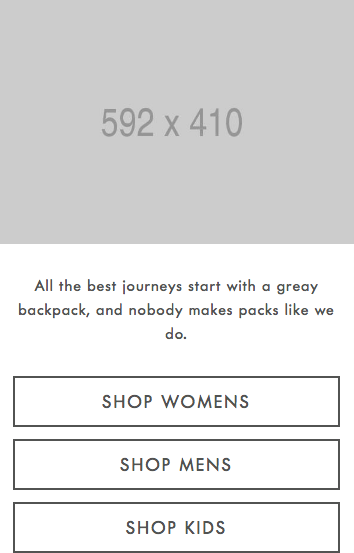 592 x 410
All the best journeys start with a greay
backpack, and nobody makes packs like we
do.
SHOP WOMENS
SHOP MENS
SHOP KIDS